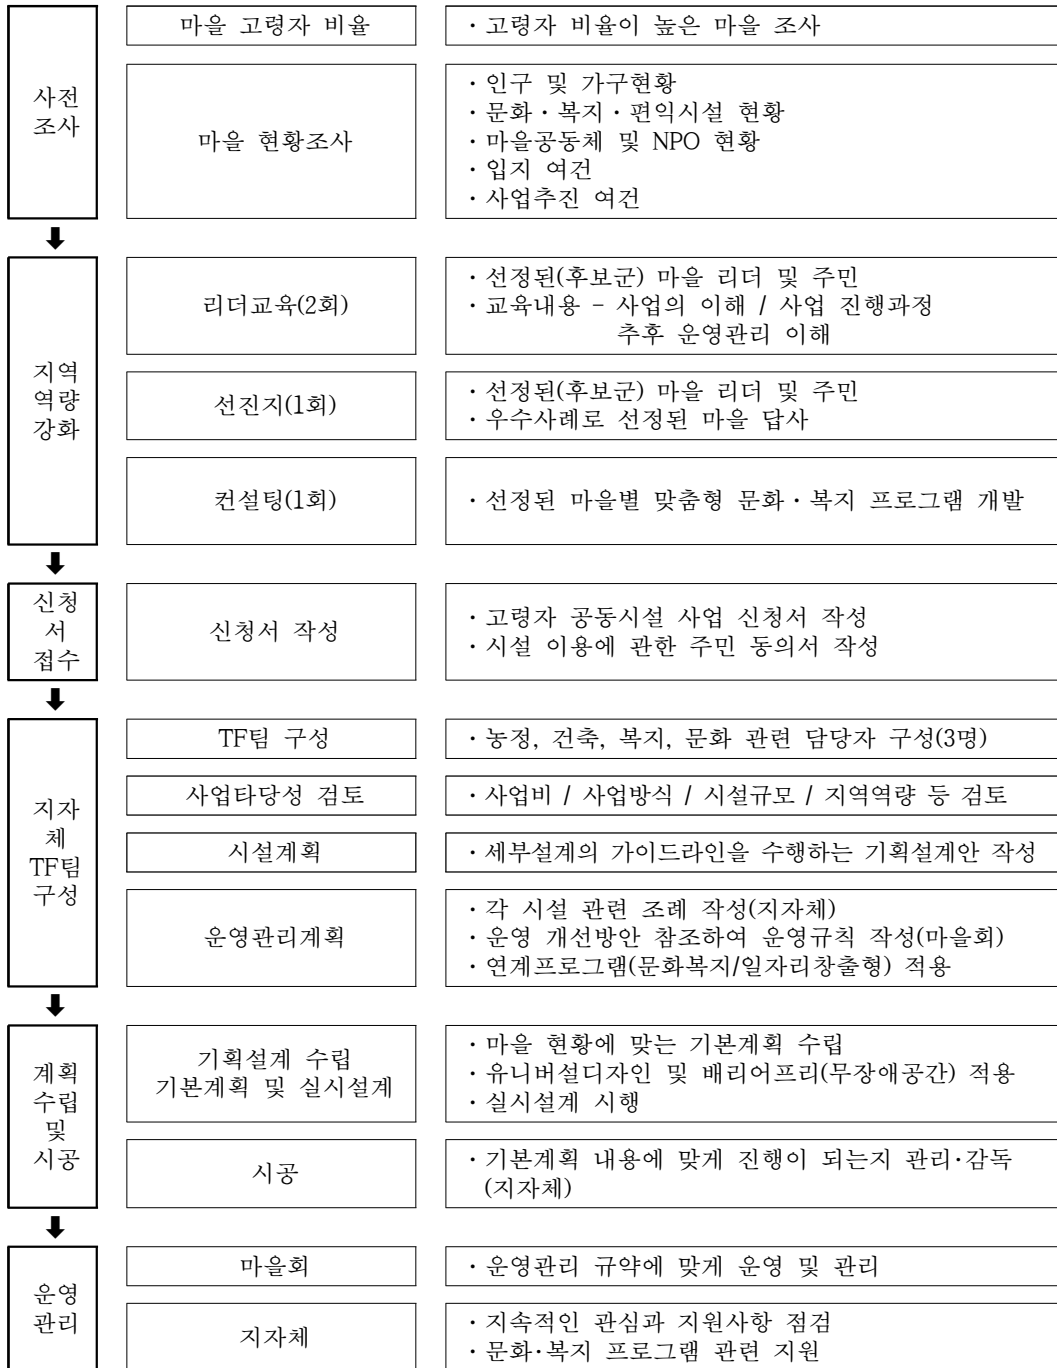 사전
조사
마을 고령자 비율
·고령자 비율이 높은 마을 조사
마을 현황조사
·인구 및 가구현황
·문화·복지·편익시설 현황
·마을공동체 및 NPO 현황
·입지 여건
·사업추진 여건
⬇
지역
역량
강화
리더교육(2회)
·선정된(후보군) 마을 리더 및 주민
·교육내용 - 사업의 이해 / 사업 진행과정
추후 운영관리 이해
선진지(1회)
·선정된(후보군) 마을 리더 및 주민
·우수사례로 선정된 마을 답사
컨설팅(1회)
·선정된 마을별 맞춤형 문화·복지 프로그램 개발
⬇
신청
서
접수
신청서 작성
·고령자 공동시설 사업 신청서 작성
·시설 이용에 관한 주민 동의서 작성
⬇
지자
체
TF팀
구성
TF팀 구성
·농정, 건축, 복지, 문화 관련 담당자 구성(3명)
사업타당성 검토
·사업비 / 사업방식 / 시설규모 / 지역역량 등 검토
시설계획
·세부설계의 가이드라인을 수행하는 기획설계안 작성
운영관리계획
·각 시설 관련 조례 작성(지자체)
·운영 개선방안 참조하여 운영규칙 작성(마을회)
·연계프로그램(문화복지/일자리창출형) 적용
⬇
계획
수립
및
시공
기획설계 수립
기본계획 및 실시설계
·마을 현황에 맞는 기본계획 수립
·유니버설디자인 및 배리어프리(무장애공간) 적용
·실시설계 시행
시공
·기본계획 내용에 맞게 진행이 되는지 관리·감독
(지자체)
⬇
운영
관리
마을회
·운영관리 규약에 맞게 운영 및 관리
지자체
·지속적인 관심과 지원사항 점검
·문화·복지 프로그램 관련 지원